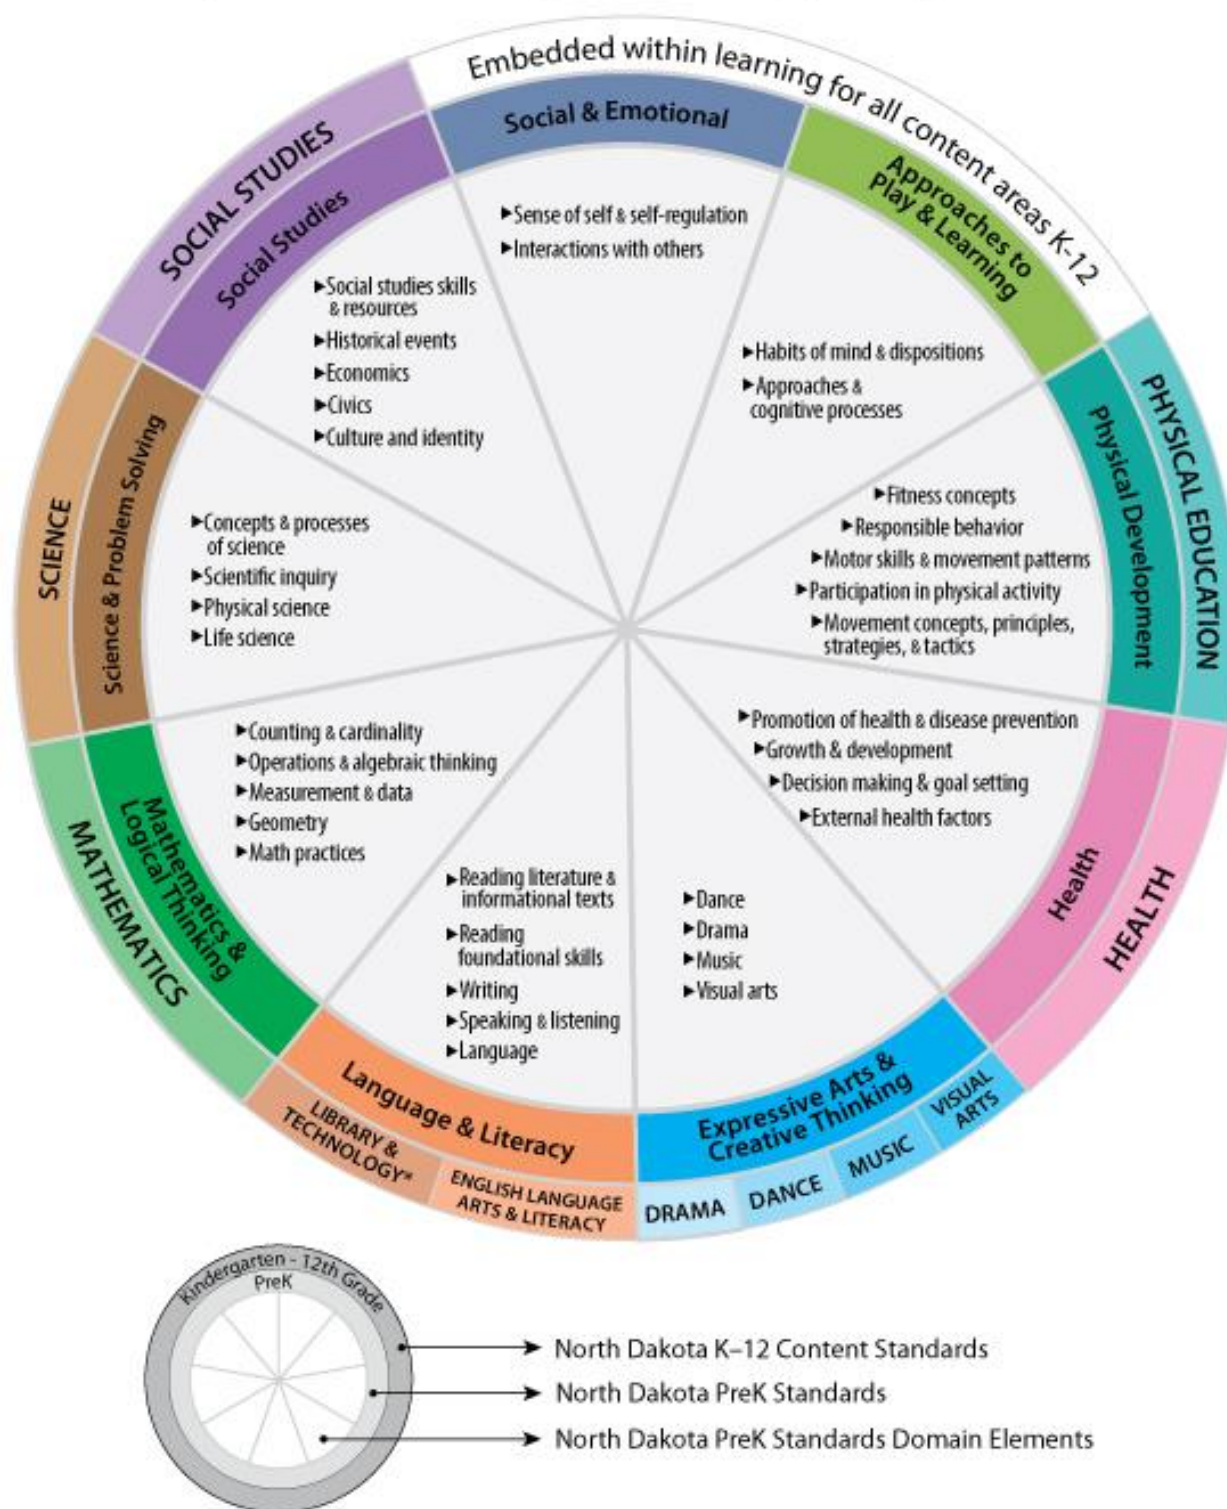 Embedded within learning for all content areas K-12
Social & Emotional
▶Sense of self & self-regulation
▶Interactions with others
Approaches to
Play & Learning
▶Habits of mind & dispositions
▶Approaches &
cognitive processes
PHYSICAL EDUCATION
Physical Development
▶Fitness concepts
▶Responsible behavior
▶Motor skills & movement patterns
▶Participation in physical activity
▶Movement concepts, principles,
strategies, & tactics
HEALTH
Health
▶Promotion of health & disease prevention
▶Growth & development
▶Decision making & goal setting
▶External health factors
Expressive Arts &
Creative Thinking
▶Dance
▶Drama
▶Music
▶Visual arts
DRAMA
DANCE
MUSIC
VISUAL
ARTS
Language & Literacy
▶Reading literature &
informational texts
▶Reading
foundational skills
▶Writing
▶Speaking & listening
▶Language
LIBRARY &
TECHNOLOGY*
ENGLISH LANGUAGE
ARTS & LITERACY
MATHEMATICS
Mathematics &
Logical Thinking
▶Counting & cardinality
▶Operations & algebraic thinking
▶Measurement & data
▶Geometry
▶Math practices
SCIENCE
Science & Problem Solving
▶Concepts & processes
of science
▶Scientific inquiry
▶Physical science
▶Life science
SOCIAL STUDIES
Social Studies
▶Social studies skills
& resources
▶Historical events
▶Economics
▶Civics
▶Culture and identity
Kindergarten - 12th Grade
PreK
North Dakota K–12 Content Standards
North Dakota PreK Standards
North Dakota PreK Standards Domain Elements